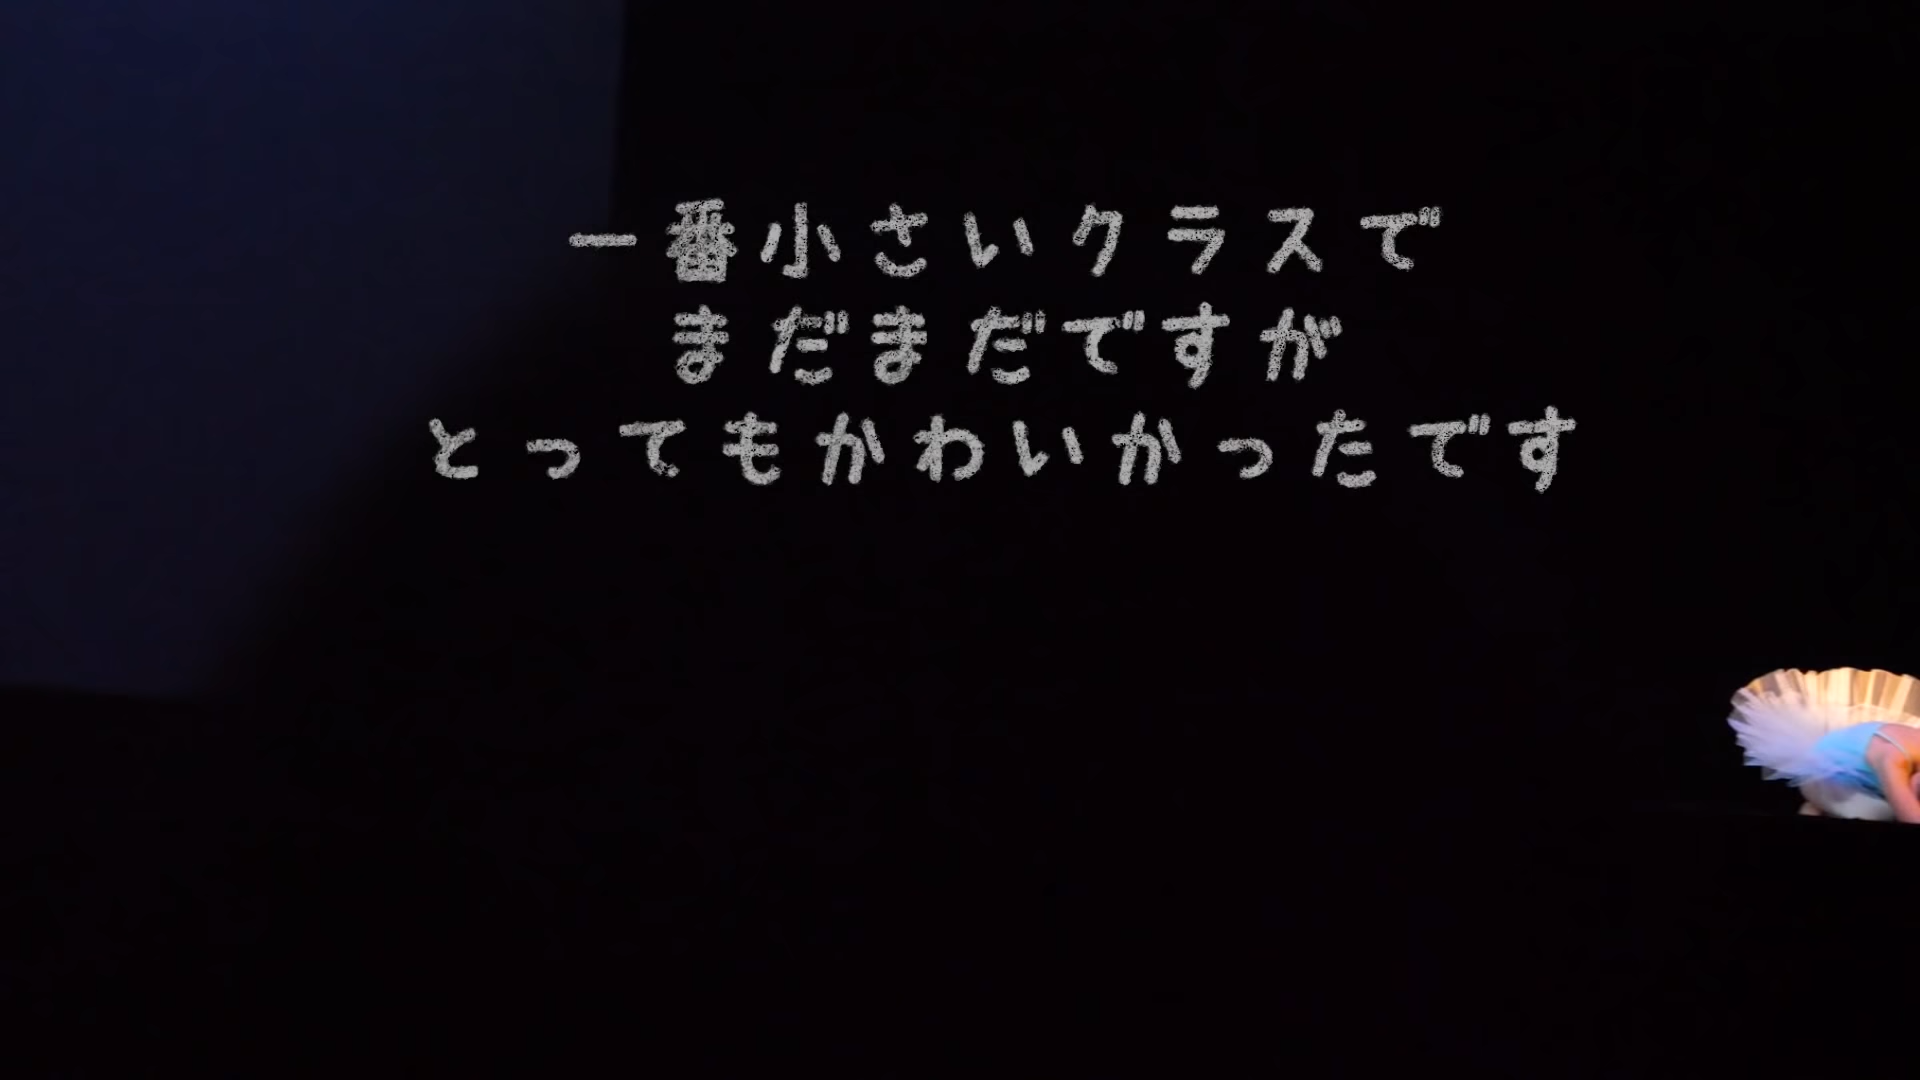 一番小さいクラスで
まだまだですが
とってもかわいかったです